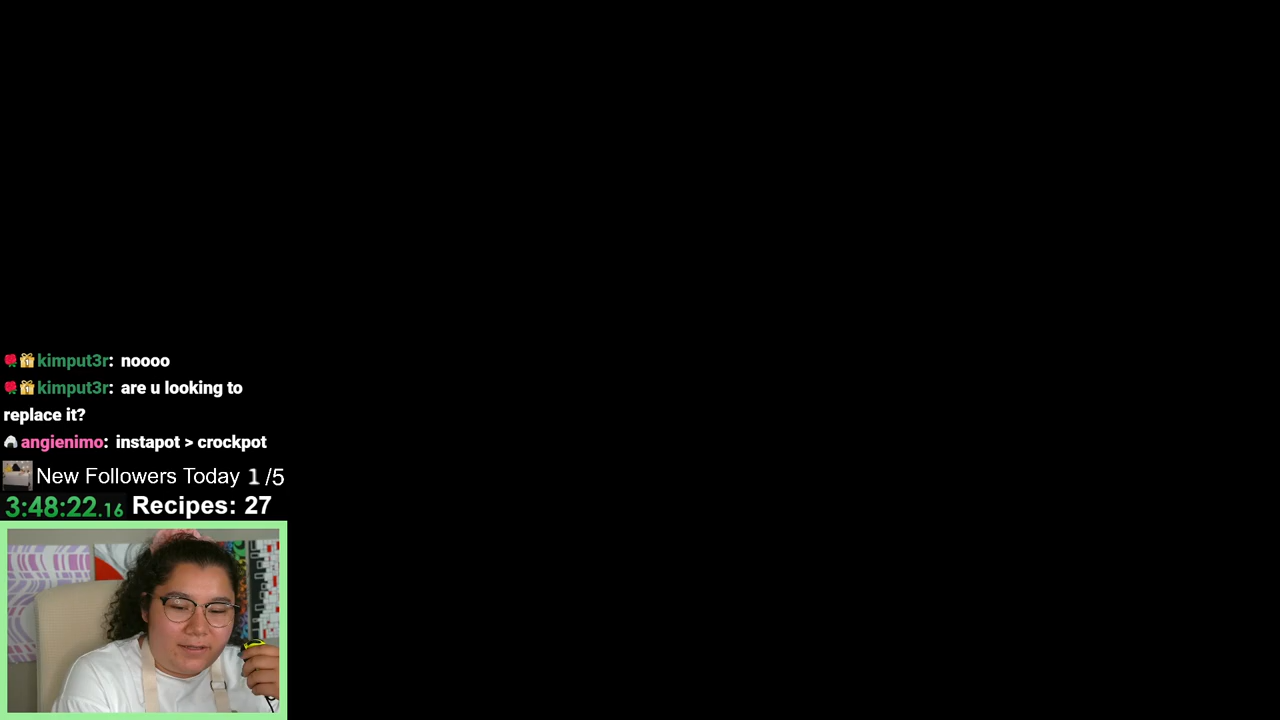 kimput3r: noooo
kimput3r: are u looking to
replace it?
angienimo: instapot > crockpot
New Followers Today 1 /5
3:48:22.16 Recipes: 27